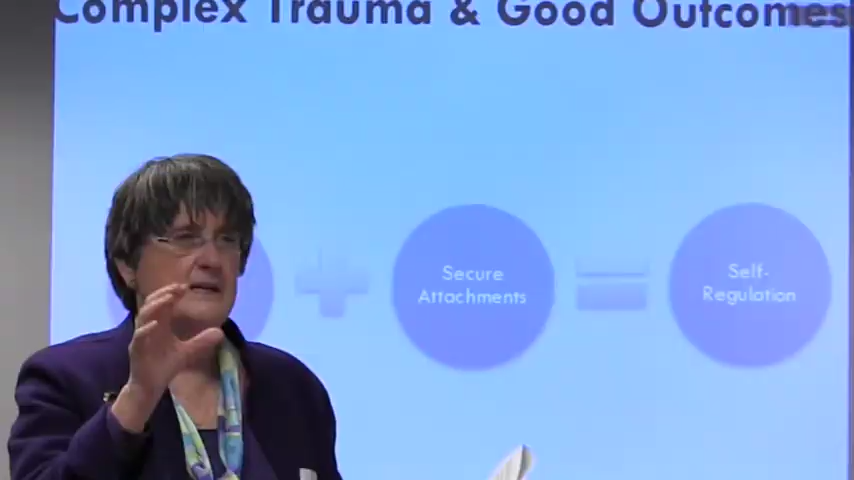 Complex Trauma & Good Outcomes
Secure
Attachments
Self-
Regulation